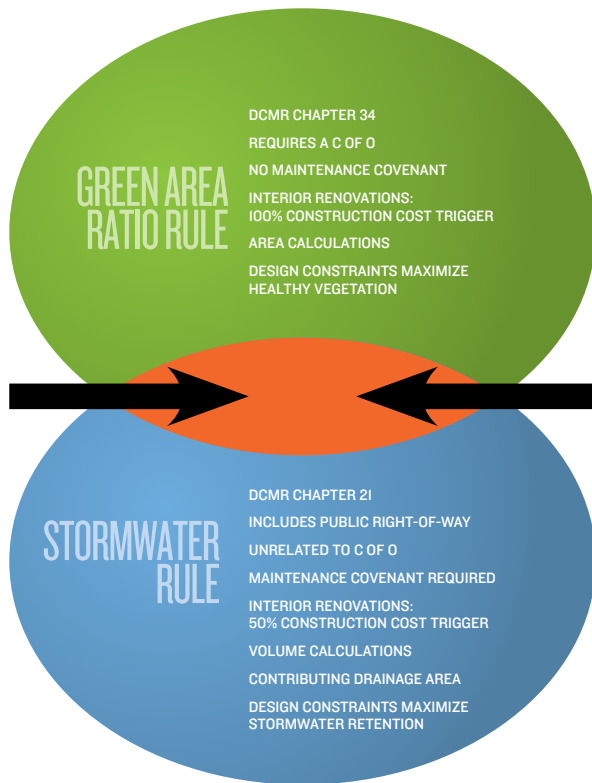 GREEN AREA
RATIO RULE
DCMR CHAPTER 34
REQUIRES A C OF O
NO MAINTENANCE COVENANT
INTERIOR RENOVATIONS:
100% CONSTRUCTION COST TRIGGER
AREA CALCULATIONS
DESIGN CONSTRAINTS MAXIMIZE
HEALTHY VEGETATION
STORMWATER
RULE
DCMR CHAPTER 21
INCLUDES PUBLIC RIGHT-OF-WAY
UNRELATED TO C OF O
MAINTENANCE COVENANT REQUIRED
INTERIOR RENOVATIONS:
50% CONSTRUCTION COST TRIGGER
VOLUME CALCULATIONS
CONTRIBUTING DRAINAGE AREA
DESIGN CONSTRAINTS MAXIMIZE
STORMWATER RETENTION